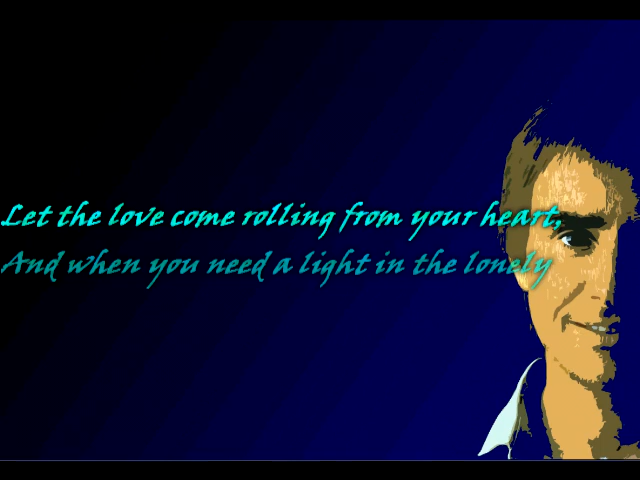 Let the love come rolling from your heart,
And when you need a light in the lonely